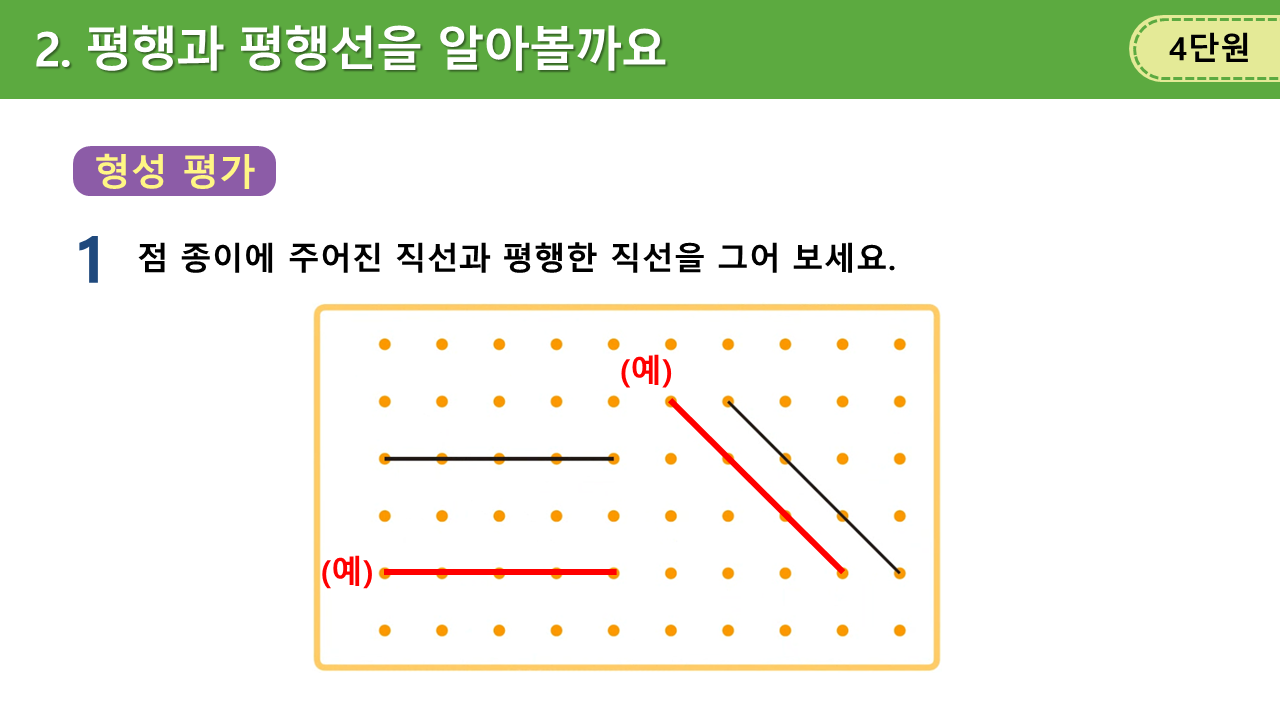 2. 평행과 평행선을 알아볼까요
4단원
형성 평가
1 점 종이에 주어진 직선과 평행한 직선을 그어 보세요.
(예)
(예)